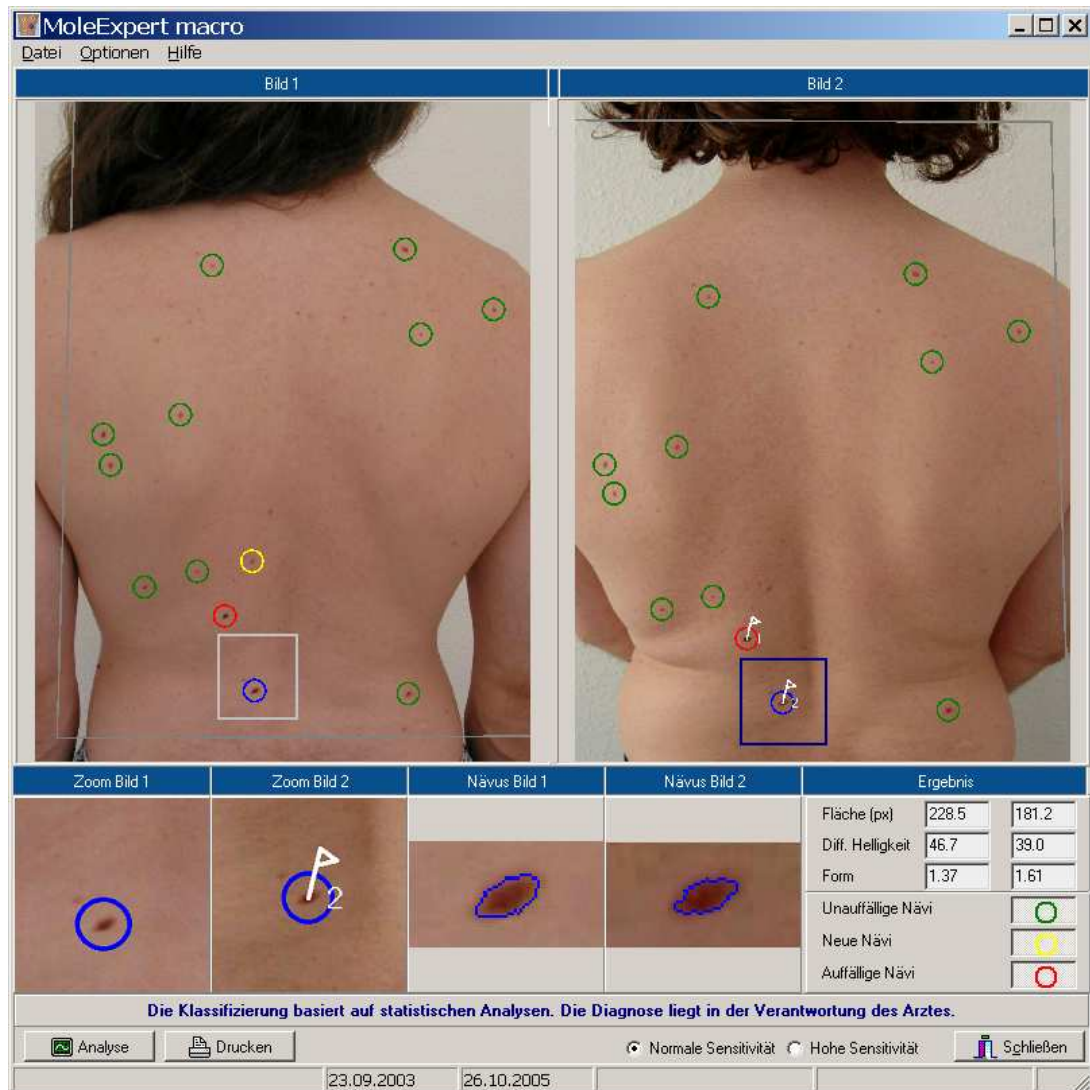 MoleExpert macro
Datei Optionen Hilfe
Bild 1 Bild 2
1
2
Zoom Bild 1 Zoom Bild 2 Nävus Bild 1 Nävus Bild 2 Ergebnis
2
Fläche (px) 228.5 181.2
Diff. Helligkeit 46.7 39.0
Form 1.37 1.61
Unauffällige Nävi
Neue Nävi
Auffällige Nävi
Die Klassifizierung basiert auf statistischen Analysen. Die Diagnose liegt in der Verantwortung des Arztes.
Analyse Drucken Normale Sensitivität Hohe Sensitivität Schließen
23.09.2003 26.10.2005